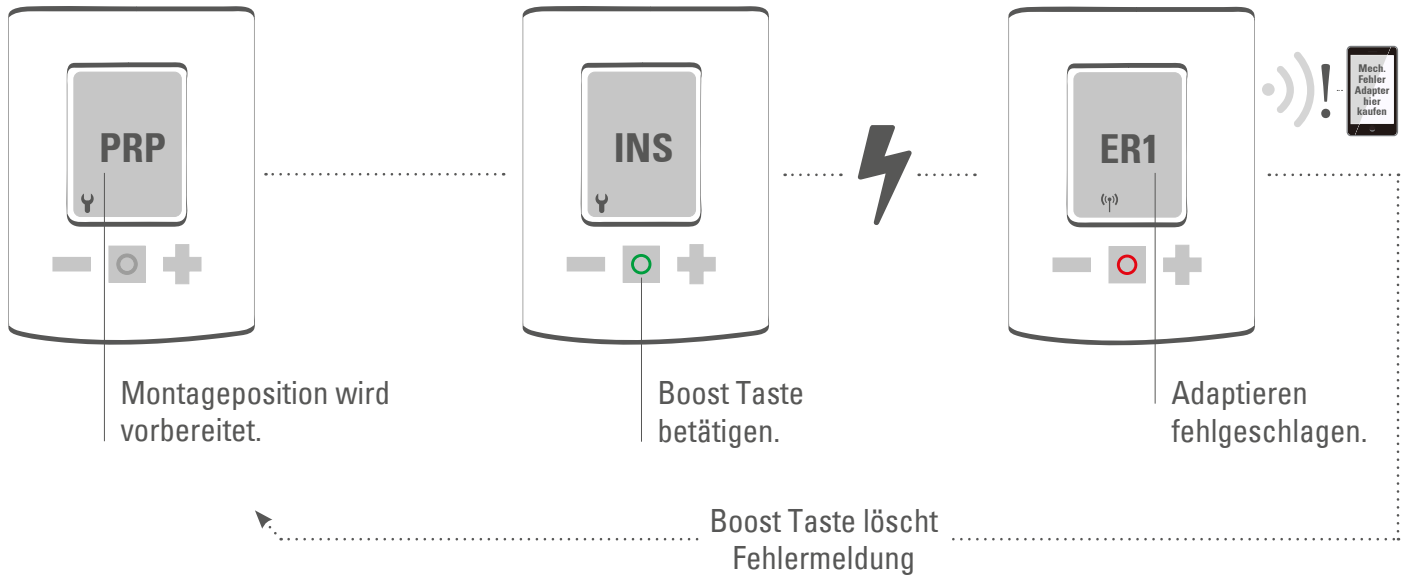 PRP
INS
ER1
Mech.
Fehler
Adapter
hier
kaufen
Montageposition wird
vorbereitet.
Boost Taste
betätigen.
Adaptieren
fehlgeschlagen.
Boost Taste löscht
Fehlermeldung